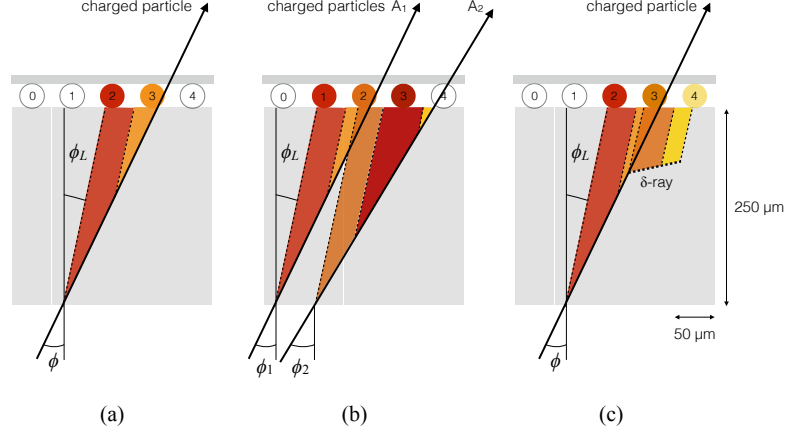 charged particle
charged particles A₁ A₂
charged particle
0 1 2 3 4
0 1 2 3 4
0 1 2 3 4
ϕL
ϕL
ϕL
δ-ray
250 µm
50 µm
ϕ
ϕ₁ ϕ₂
ϕ
(a) (b) (c)